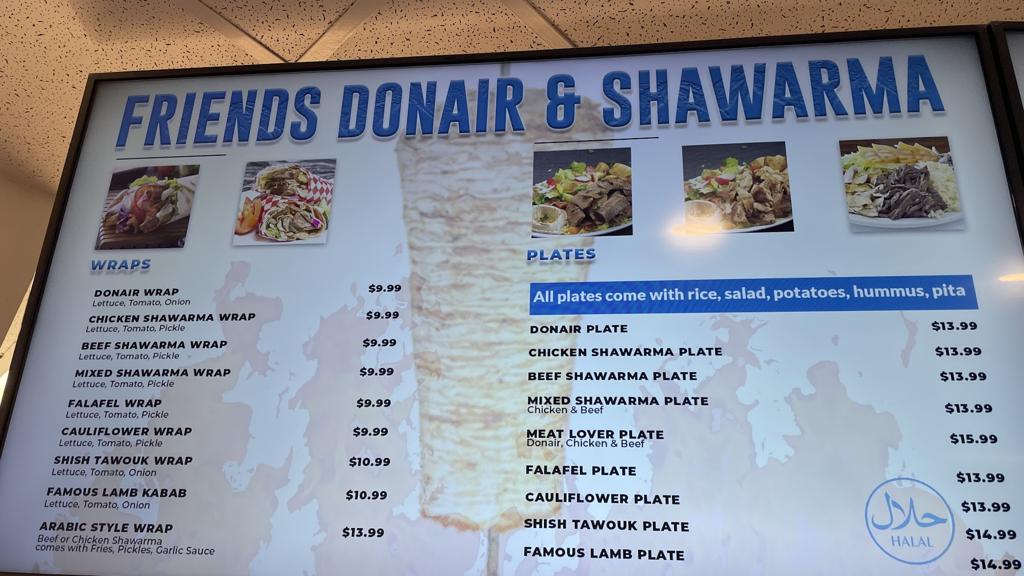 FRIENDS DONAIR & SHAWARMA
WRAPS
DONAIR WRAP $9.99
Lettuce, Tomato, Onion
CHICKEN SHAWARMA WRAP $9.99
Lettuce, Tomato, Pickle
BEEF SHAWARMA WRAP $9.99
Lettuce, Tomato, Pickle
MIXED SHAWARMA WRAP $9.99
Lettuce, Tomato, Pickle
FALAFEL WRAP $9.99
Lettuce, Tomato, Pickle
CAULIFLOWER WRAP $9.99
Lettuce, Tomato, Pickle
SHISH TAWOUK WRAP $10.99
Lettuce, Tomato, Onion
FAMOUS LAMB KABAB $10.99
Lettuce, Tomato, Onion
ARABIC STYLE WRAP $13.99
Beef or Chicken Shawarma
comes with Fries, Pickles, Garlic Sauce
PLATES
All plates come with rice, salad, potatoes, hummus, pita
DONAIR PLATE $13.99
CHICKEN SHAWARMA PLATE $13.99
BEEF SHAWARMA PLATE $13.99
MIXED SHAWARMA PLATE $13.99
Chicken & Beef
MEAT LOVER PLATE $15.99
Donair, Chicken & Beef
FALAFEL PLATE $13.99
CAULIFLOWER PLATE $13.99
SHISH TAWOUK PLATE $14.99
FAMOUS LAMB PLATE $14.99
حلال
HALAL